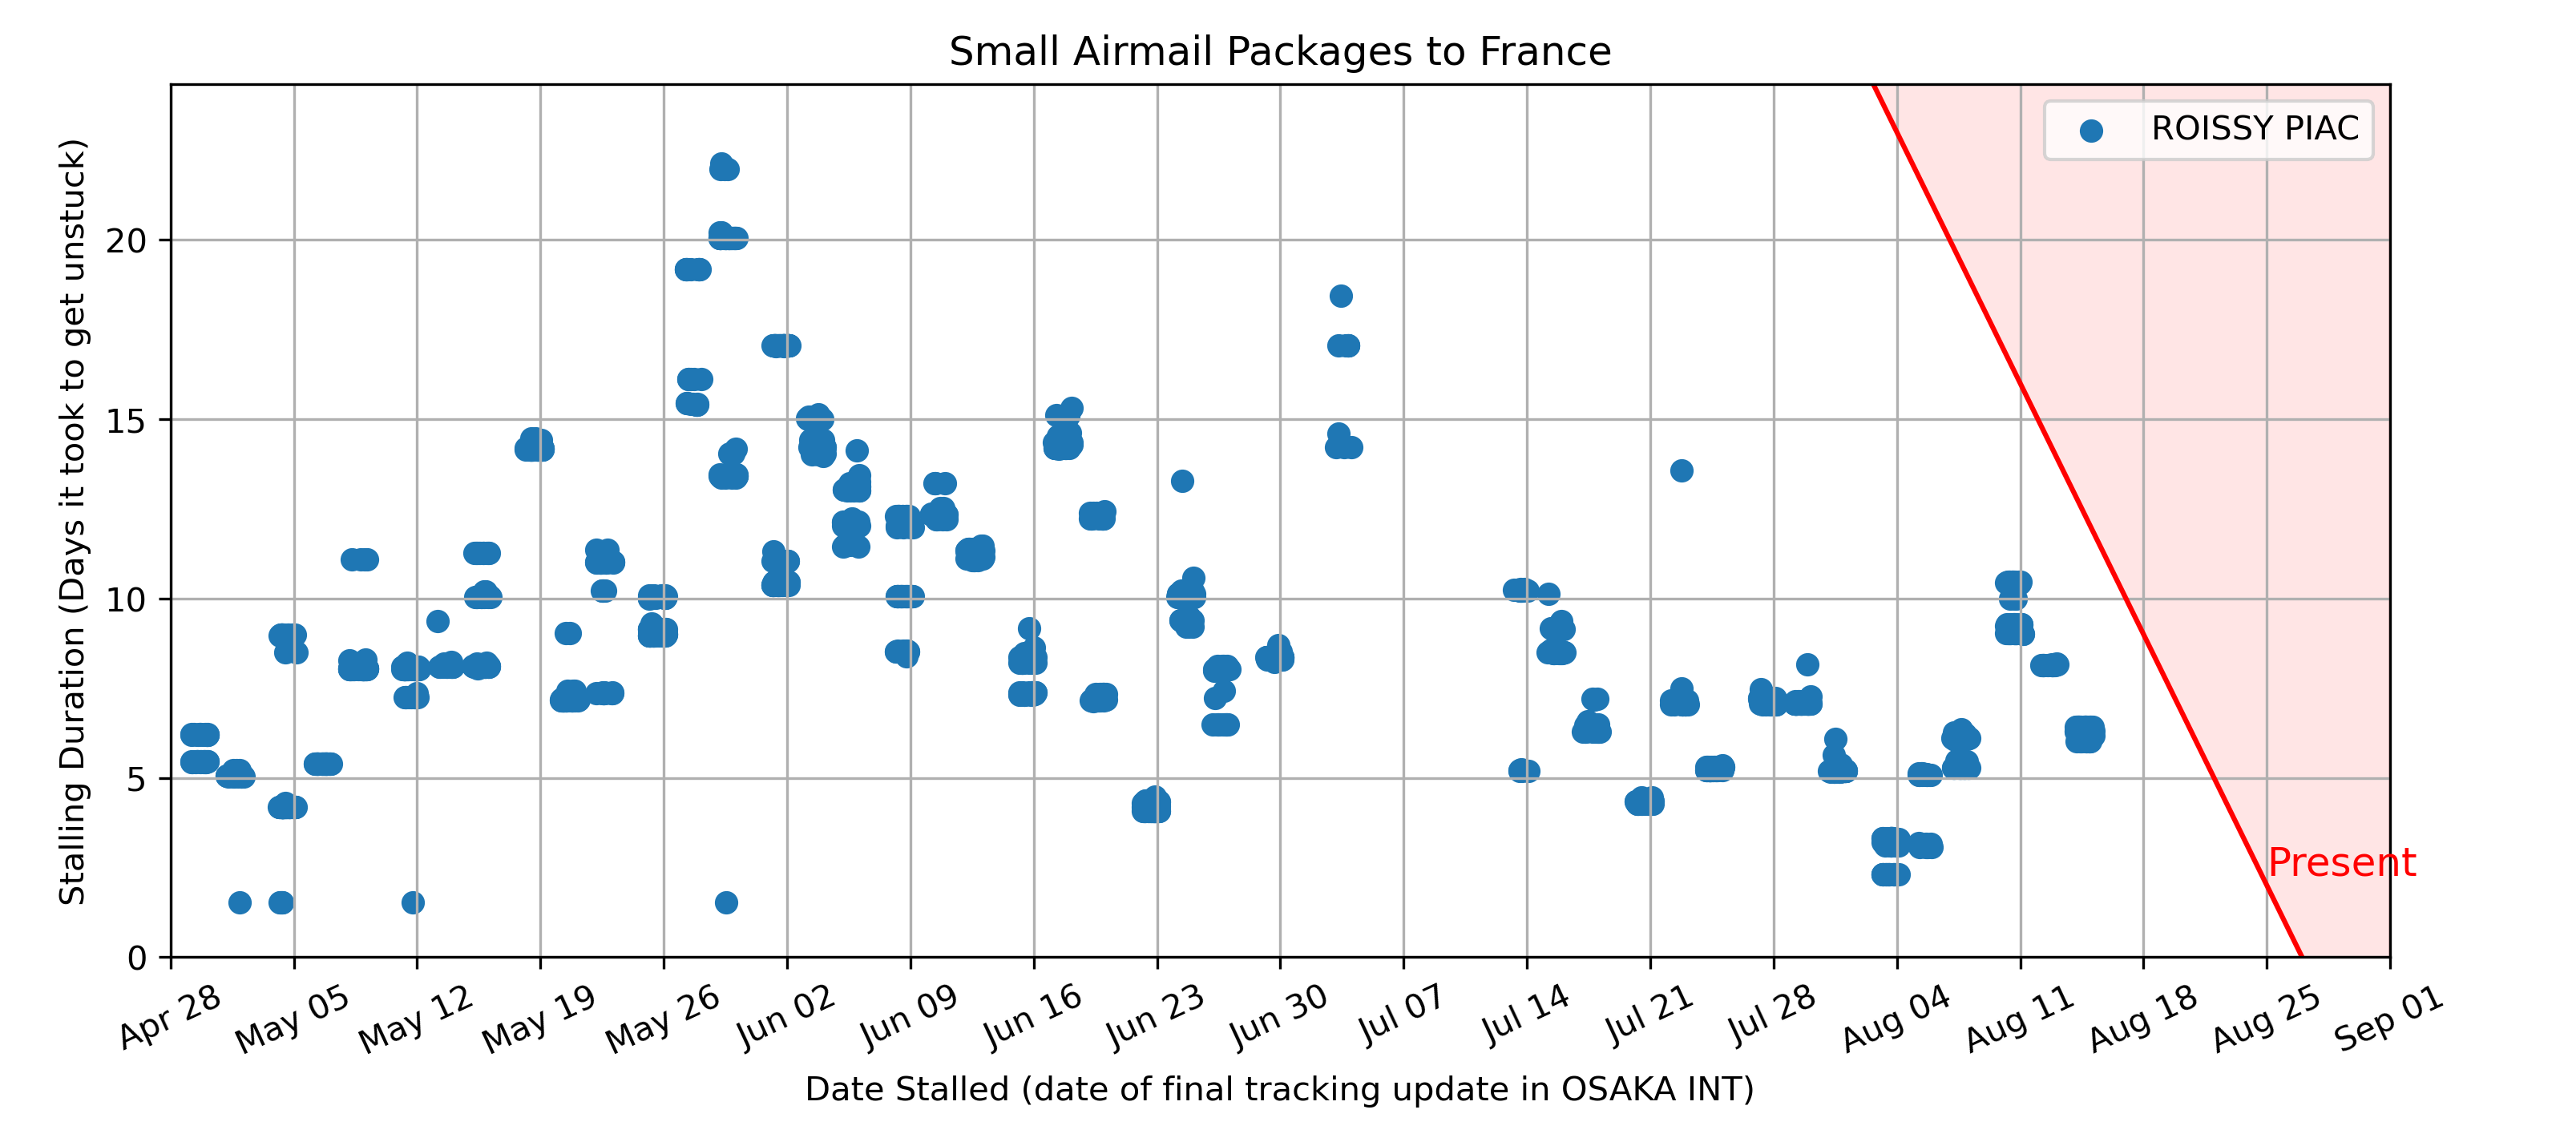 Small Airmail Packages to France
ROISSY PIAC
Stalling Duration (Days it took to get unstuck)
20
15
10
5
0
Present
Apr 28
May 05
May 12
May 19
May 26
Jun 02
Jun 09
Jun 16
Jun 23
Jun 30
Jul 07
Jul 14
Jul 21
Jul 28
Aug 04
Aug 11
Aug 18
Aug 25
Sep 01
Date Stalled (date of final tracking update in OSAKA INT)